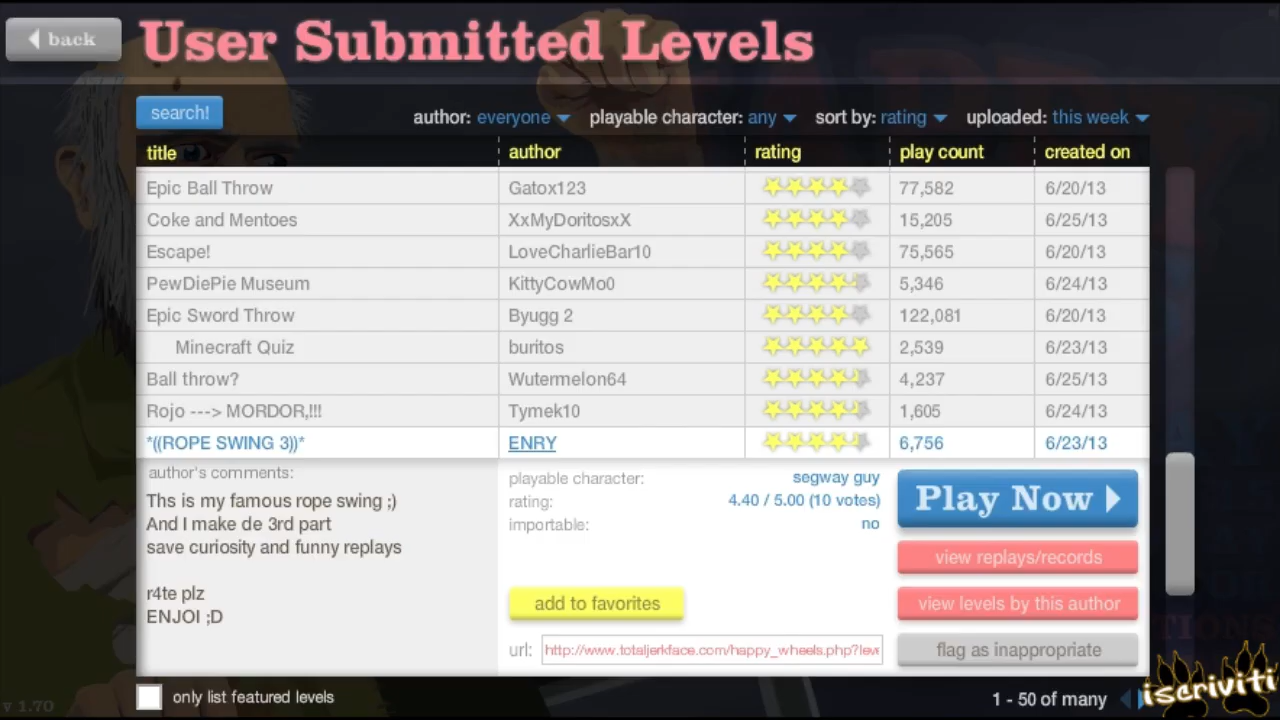 back
User Submitted Levels
search!
author: everyone playable character: any sort by: rating uploaded: this week
title author rating play count created on
Epic Ball Throw Gatox123 77,582 6/20/13
Coke and Mentoes XxMyDoritosxX 15,205 6/25/13
Escape! LoveCharlieBar10 75,565 6/20/13
PewDiePie Museum KittyCowMo0 5,346 6/24/13
Epic Sword Throw Byugg 2 122,081 6/20/13
Minecraft Quiz buritos 2,539 6/23/13
Ball throw? Wutermelon64 4,237 6/25/13
Rojo ---> MORDOR,!!! Tymek10 1,605 6/24/13
*((ROPE SWING 3))* ENRY 6,756 6/23/13
author's comments:
Ths is my famous rope swing ;)
And I make de 3rd part
save curiosity and funny replays
r4te plz
ENJOI ;D
playable character: segway guy
rating: 4.40 / 5.00 (10 votes)
importable: no
add to favorites
url: http://www.totaljerkface.com/happy_wheels.php?leve
Play Now
view replays/records
view levels by this author
flag as inappropriate
only list featured levels
1 - 50 of many
v 1.70
iscriviti